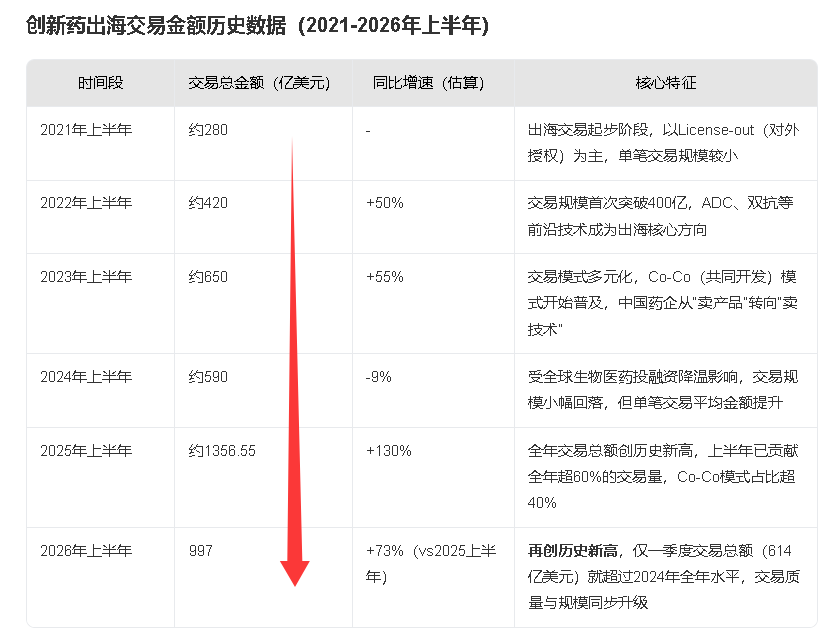 创新药出海交易金额历史数据（2021-2026年上半年）
时间段 交易总金额（亿美元） 同比增速（估算） 核心特征
2021年上半年 约280 - 出海交易起步阶段，以License-out（对外
授权）为主，单笔交易规模较小
2022年上半年 约420 +50% 交易规模首次突破400亿，ADC、双抗等
前沿技术成为出海核心方向
2023年上半年 约650 +55% 交易模式多元化，Co-Co（共同开发）模
式开始普及，中国药企从“卖产品”转向“卖
技术”
2024年上半年 约590 -9% 受全球生物医药投融资降温影响，交易规
模小幅回落，但单笔交易平均金额提升
2025年上半年 约1356.55 +130% 全年交易总额创历史新高，上半年已贡献
全年超60%的交易量，Co-Co模式占比超
40%
2026年上半年 997 +73%（vs2025上半 再创历史新高，仅一季度交易总额（614
年） 亿美元）就超过2024年全年水平，交易质
量与规模同步升级